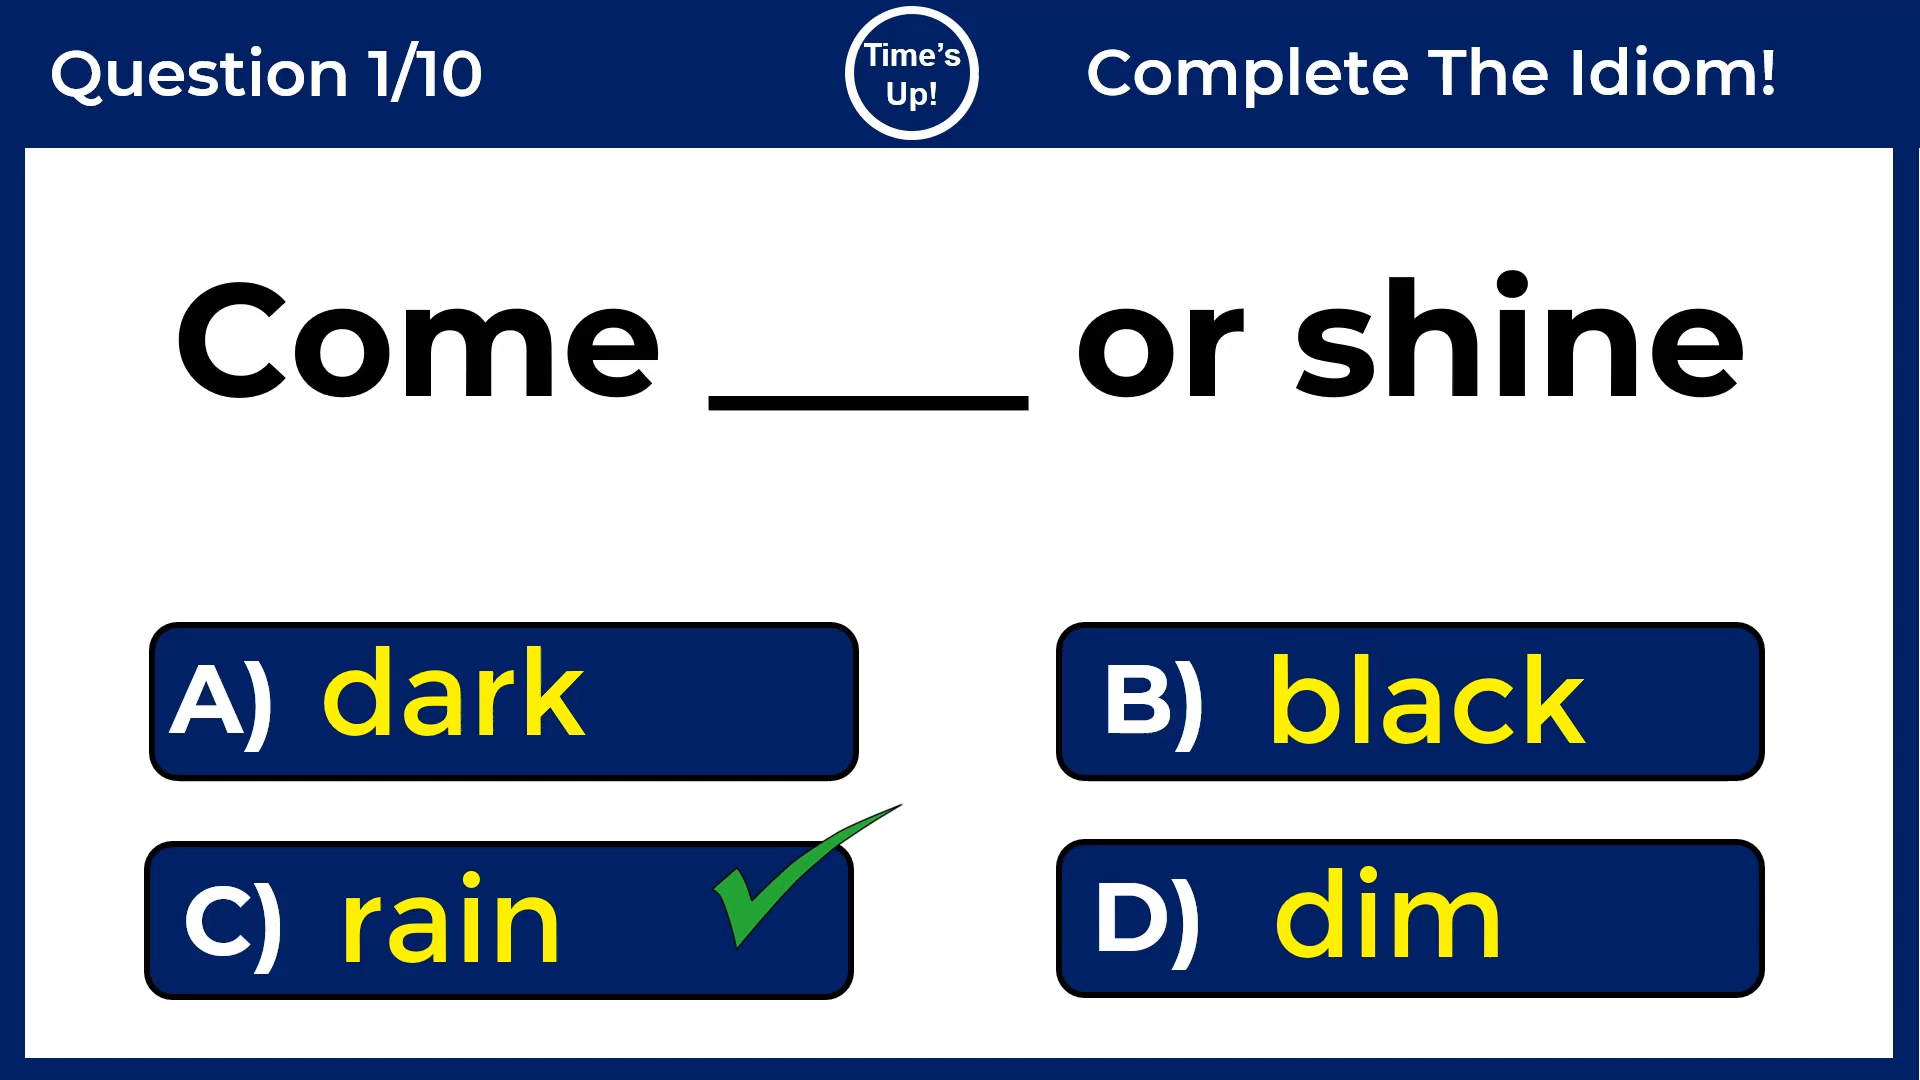 Question 1/10
Time's
Up!
Complete The Idiom!
Come ____ or shine
A) dark
B) black
C) rain
D) dim